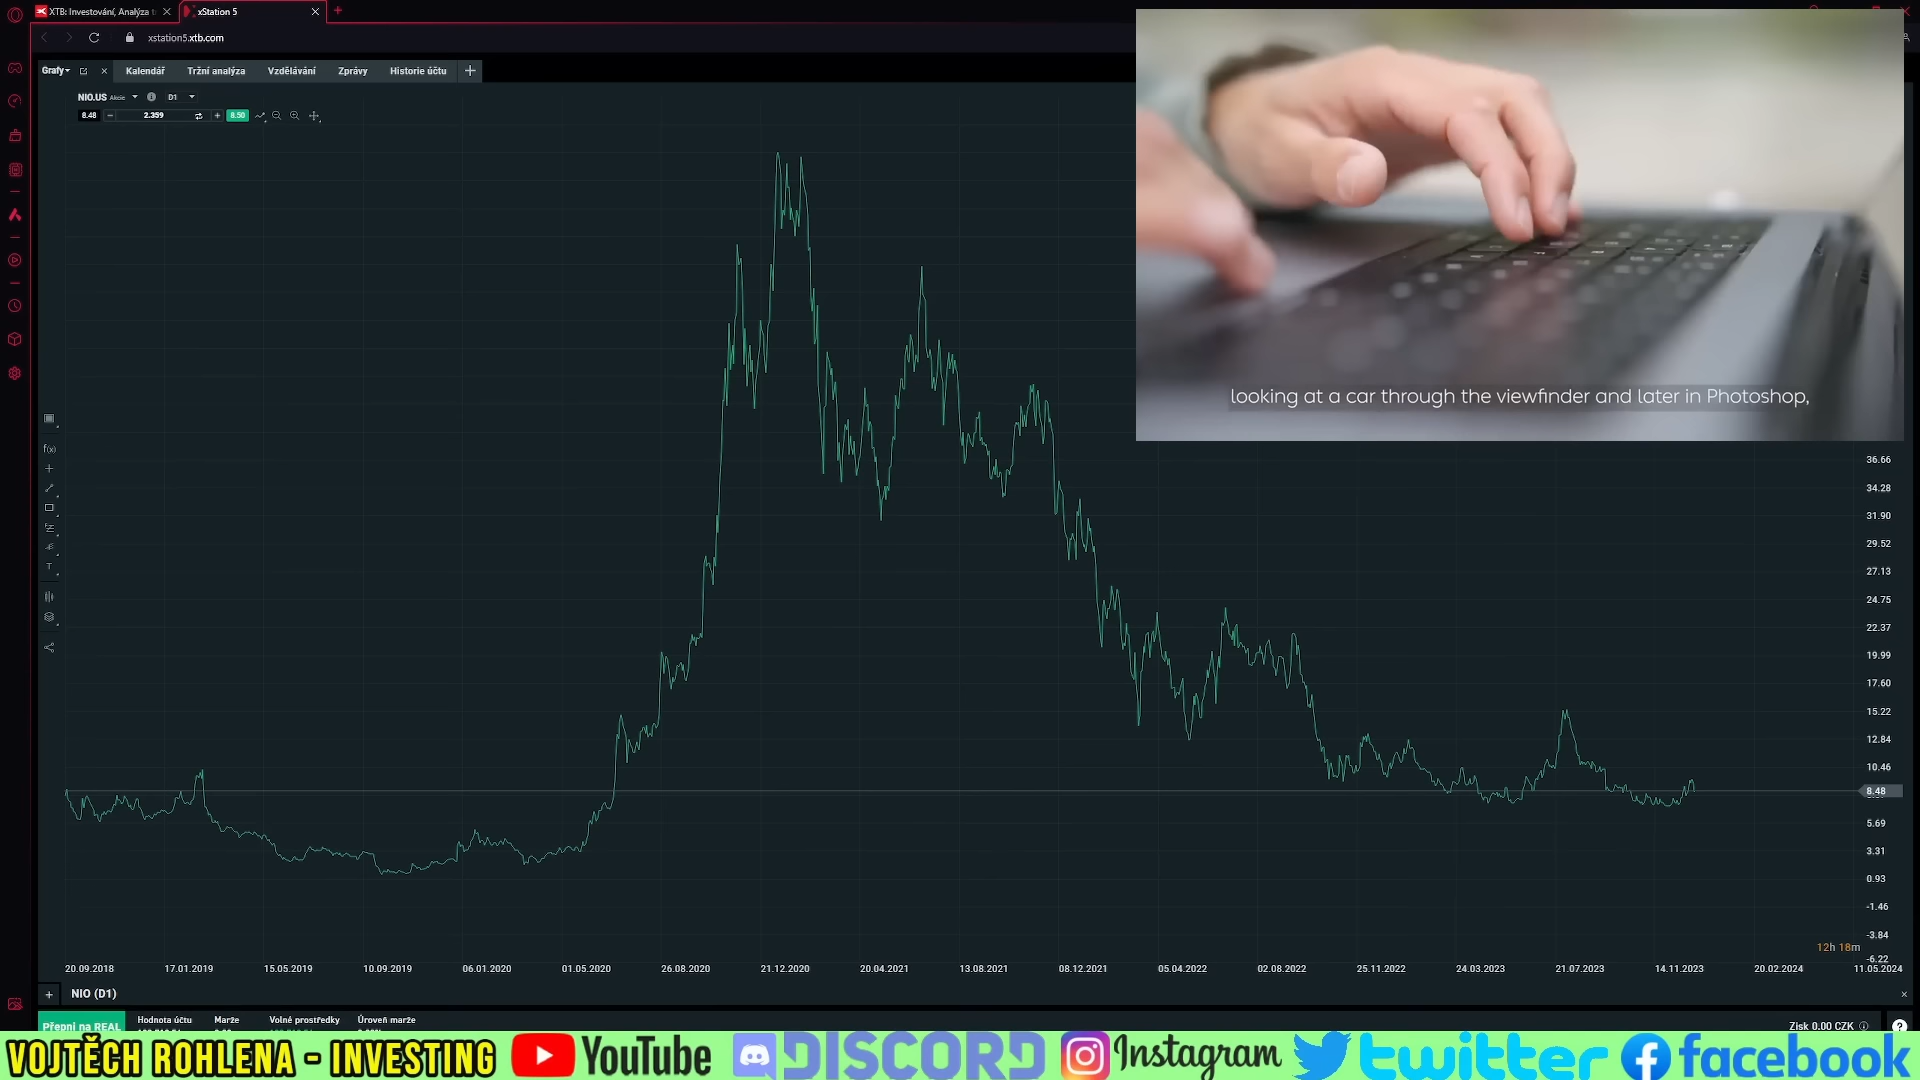 XTB: Investování, Analýza t
xStation 5
xstation5.xtb.com
Grafy
Kalendář
Tržní analýza
Vzdělávání
Zprávy
Historie účtu
NIO.US Akcie
D1
8.48
2.359
8.50
looking at a car through the viewfinder and later in Photoshop,
f(x)
T
36.66
34.28
31.90
29.52
27.13
24.75
22.37
19.99
17.60
15.22
12.84
10.46
8.48
5.69
3.31
0.93
-1.46
-3.84
-6.22
12h 18m
20.09.2018
17.01.2019
15.05.2019
10.09.2019
06.01.2020
01.05.2020
26.08.2020
21.12.2020
20.04.2021
13.08.2021
08.12.2021
05.04.2022
02.08.2022
25.11.2022
24.03.2023
21.07.2023
14.11.2023
20.02.2024
11.05.2024
NIO (D1)
Přepni na REAL
Hodnota účtu
Marže
Volné prostředky
Úroveň marže
Zisk 0.00 CZK
VOJTĚCH ROHLENA - INVESTING
YouTube
DISCORD
Instagram
twitter
facebook